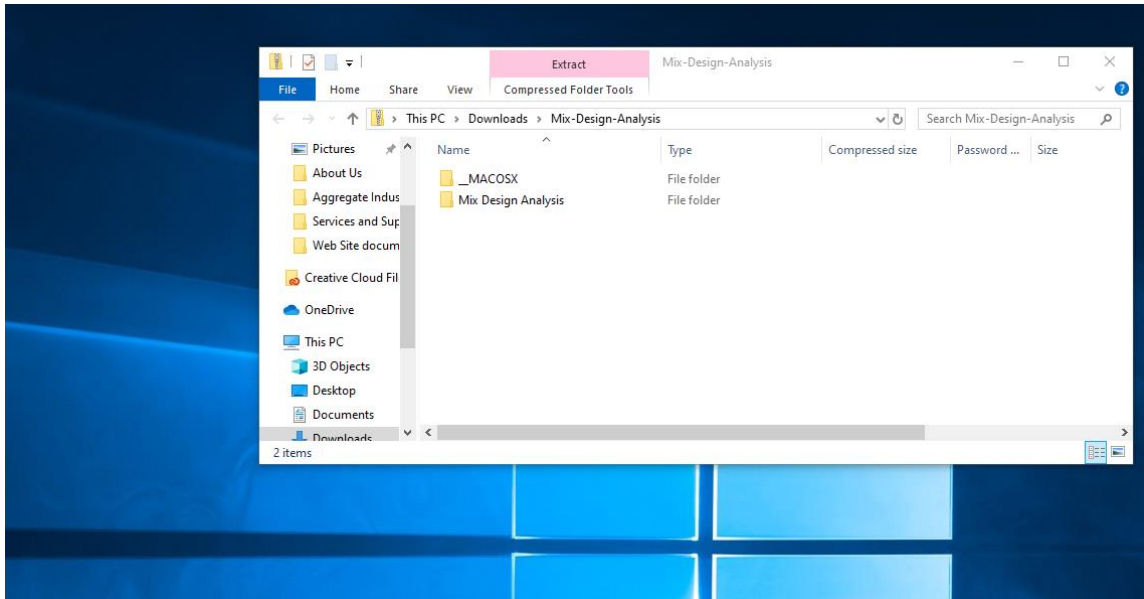 Extract
Mix-Design-Analysis
File
Home
Share
View
Compressed Folder Tools
This PC > Downloads > Mix-Design-Analysis
Search Mix-Design-Analysis
Pictures
About Us
Aggregate Indus
Services and Sup
Web Site docum
Creative Cloud Fil
OneDrive
This PC
3D Objects
Desktop
Documents
Downloads
Name
Type
Compressed size
Password ...
Size
__MACOSX
File folder
Mix Design Analysis
File folder
2 items